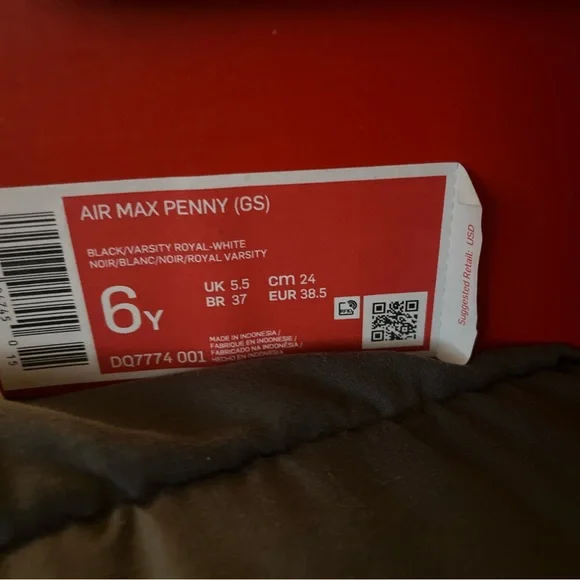 AIR MAX PENNY (GS)
BLACK/VARSITY ROYAL-WHITE
NOIR/BLANC/NOIR/ROYAL VARSITY
6Y
UK 5.5 cm 24
BR 37 EUR 38.5
DQ7774 001
MADE IN INDONESIA/
FABRIQUE EN INDONESIE/
FABRICADO NA INDONÉSIA/
HECHO EN INDONESIA
Suggested Retail: USD